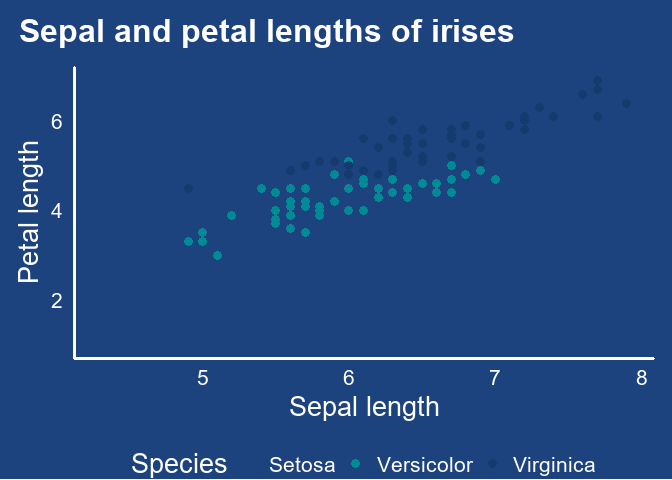 Sepal and petal lengths of irises
6
4
2
Petal length
5 6 7 8
Sepal length
Species Setosa Versicolor Virginica